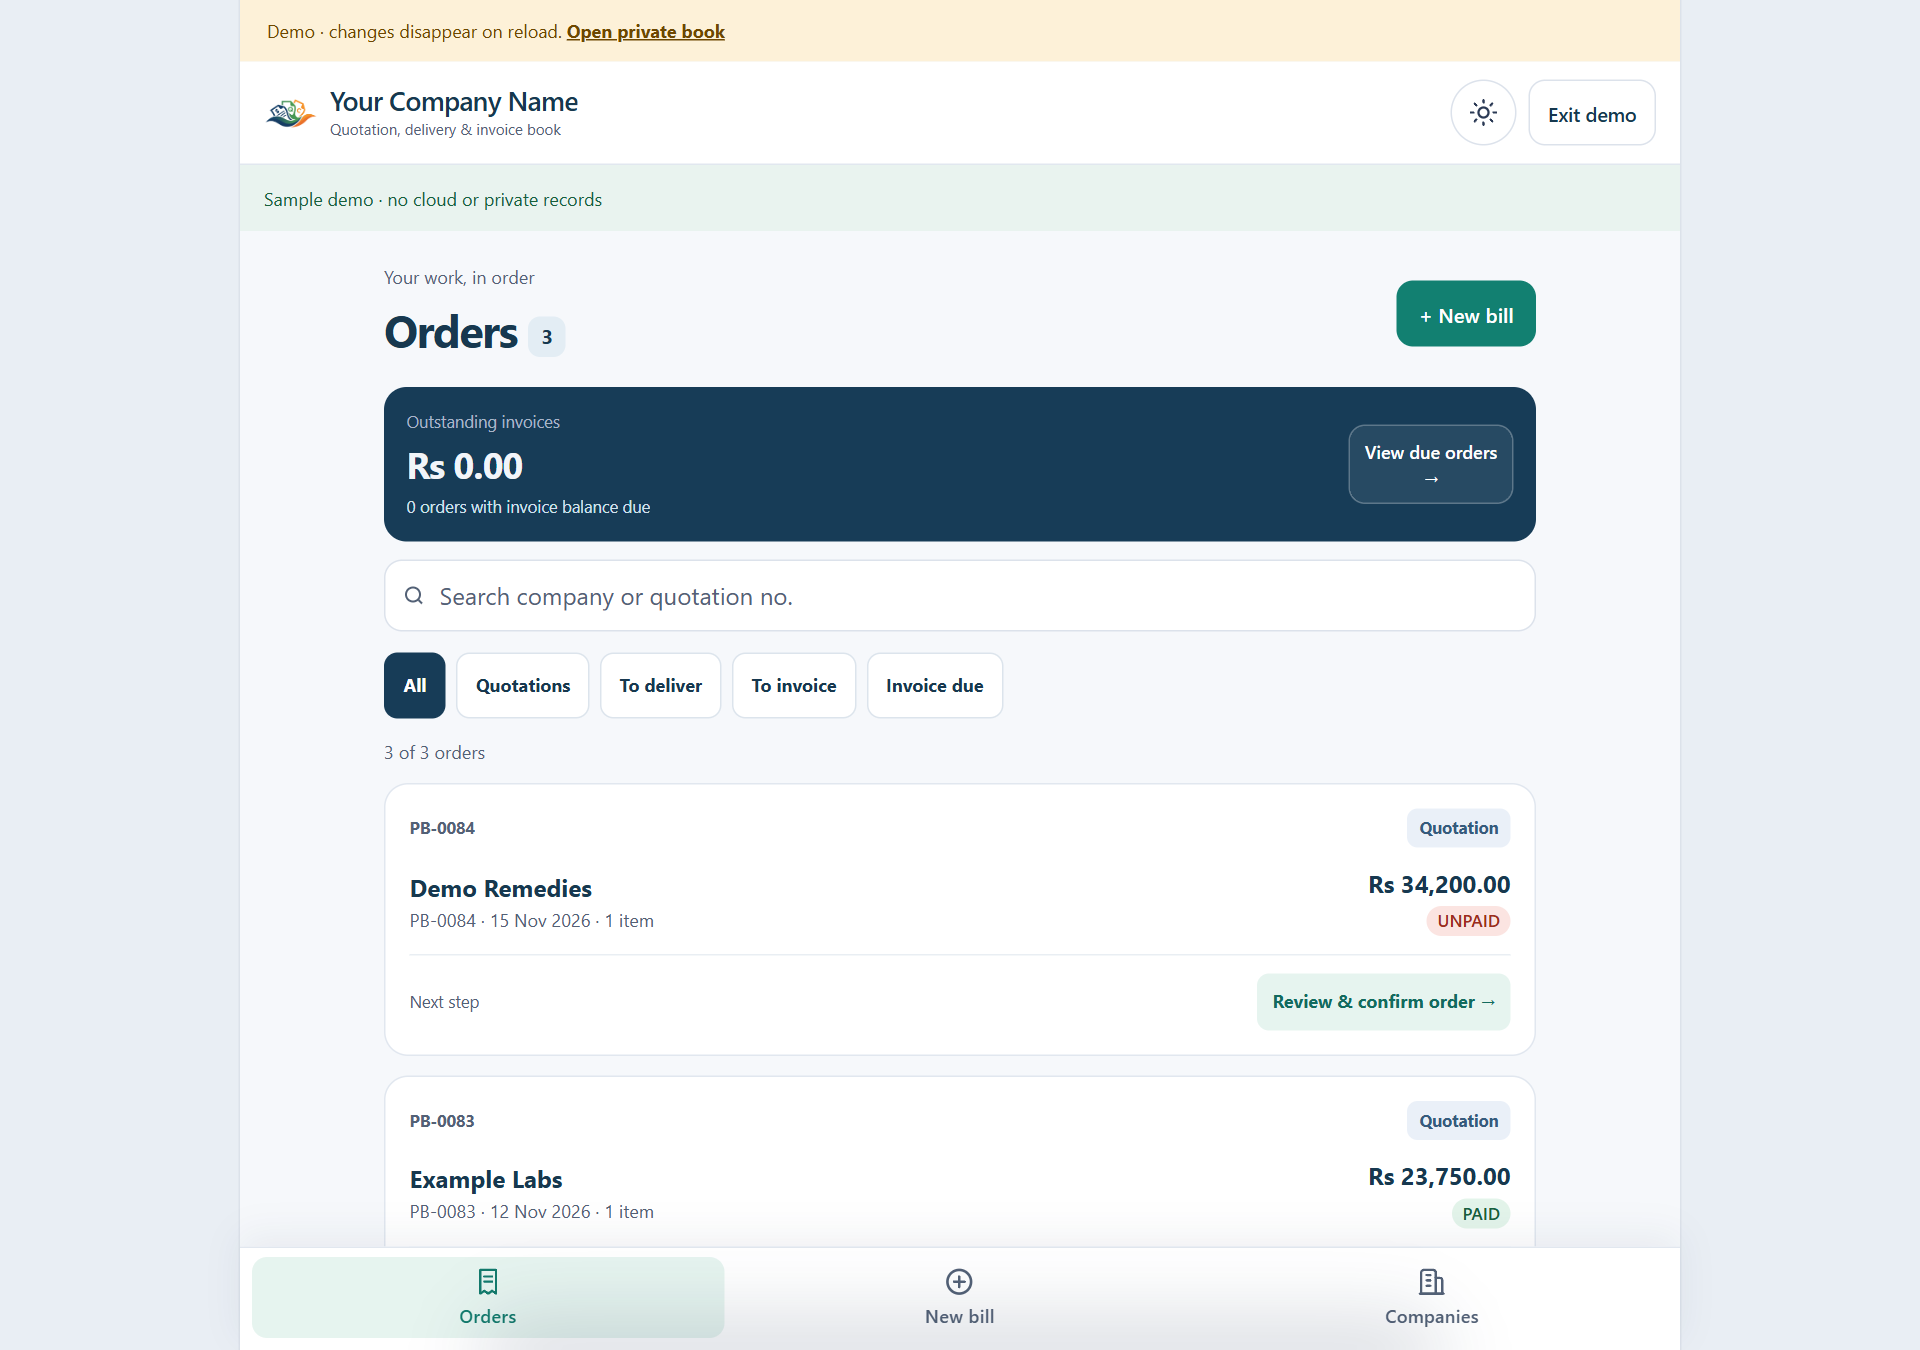 Demo · changes disappear on reload. Open private book
Your Company Name
Quotation, delivery & invoice book
Exit demo
Sample demo · no cloud or private records
Your work, in order
Orders 3
+ New bill
Outstanding invoices
Rs 0.00
0 orders with invoice balance due
View due orders
→
Search company or quotation no.
All
Quotations
To deliver
To invoice
Invoice due
3 of 3 orders
PB-0084
Quotation
Demo Remedies
Rs 34,200.00
PB-0084 · 15 Nov 2026 · 1 item
UNPAID
Next step
Review & confirm order →
PB-0083
Quotation
Example Labs
Rs 23,750.00
PB-0083 · 12 Nov 2026 · 1 item
PAID
Orders
New bill
Companies